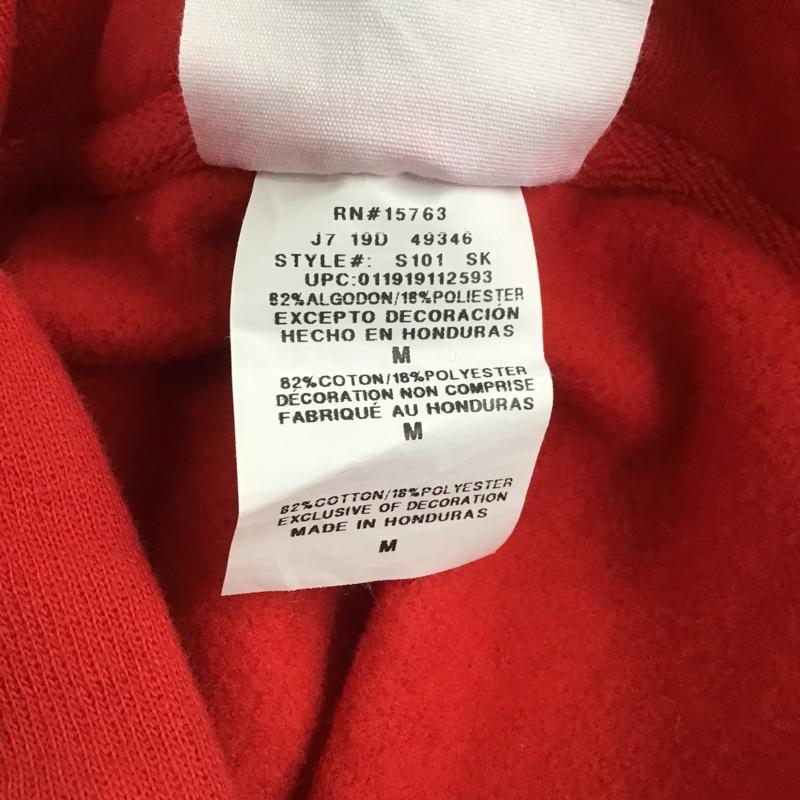 RN#15763
J7 19D 49346
STYLE#: S101 SK
UPC:011919112593
82%ALGODON/18%POLIESTER
EXCEPTO DECORACIÓN
HECHO EN HONDURAS
M
82%COTON/18%POLYESTER
DÉCORATION NON COMPRISE
FABRIQUÉ AU HONDURAS
M
82%COTTON/18%POLYESTER
EXCLUSIVE OF DECORATION
MADE IN HONDURAS
M